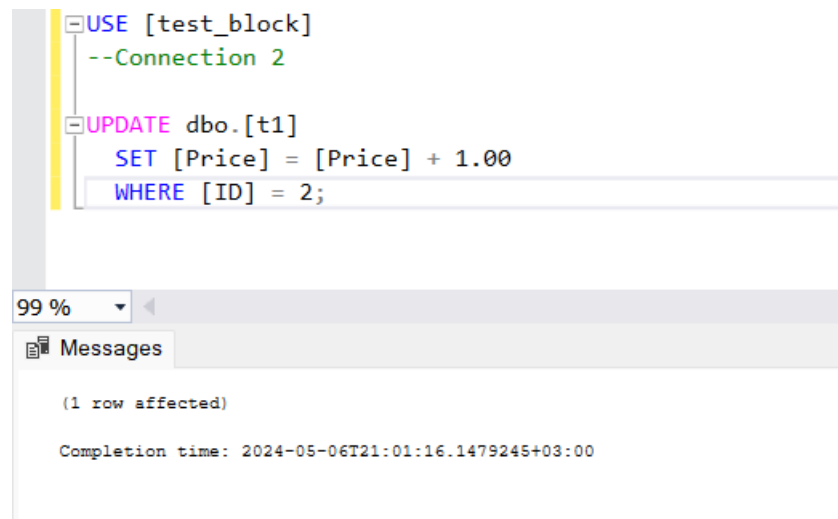 USE [test_block]
--Connection 2
UPDATE dbo.[t1]
SET [Price] = [Price] + 1.00
WHERE [ID] = 2;
99 %
Messages
(1 row affected)
Completion time: 2024-05-06T21:01:16.1479245+03:00